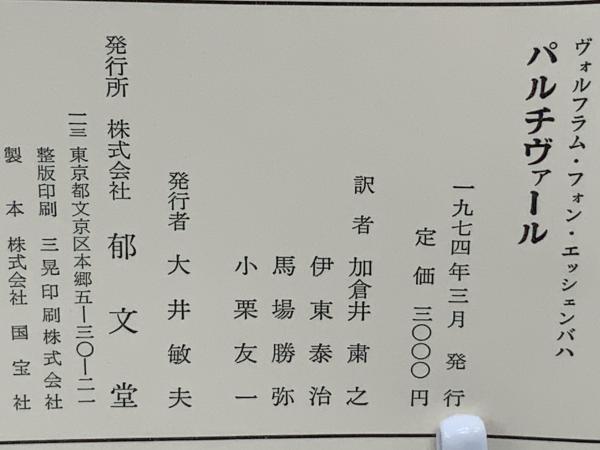 ヴォルフラム・フォン・エッシェンバハ
パルチヴァール
一九七四年三月 発行
定価 三〇〇〇円
訳者 加倉井粛之
伊東泰治
馬場勝弥
小栗友一
発行者 大井敏夫
発行所 株式会社 郁文堂
一一三 東京都文京区本郷五―三〇―二一
整版印刷 三晃印刷株式会社
製本 株式会社 国宝社